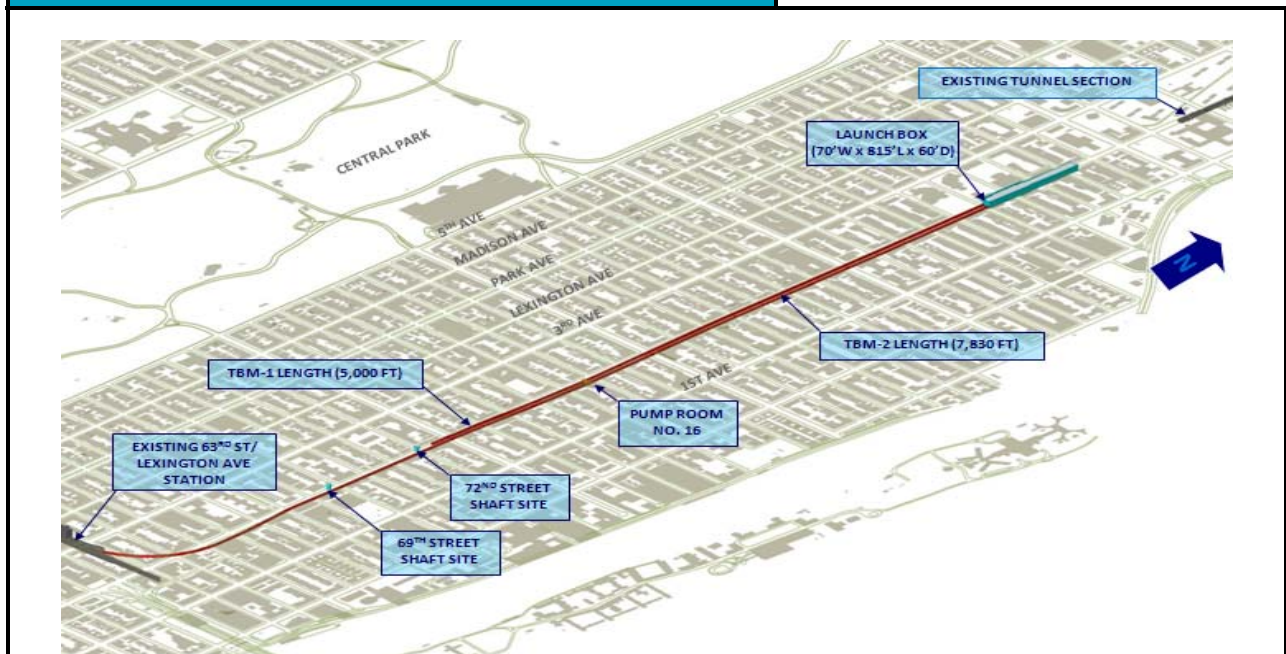 EXISTING TUNNEL SECTION
LAUNCH BOX
(70'W x 815'L x 60'D)
CENTRAL PARK
5TH AVE
MADISON AVE
PARK AVE
LEXINGTON AVE
3RD AVE
N
TBM-2 LENGTH (7,830 FT)
TBM-1 LENGTH (5,000 FT)
1ST AVE
PUMP ROOM
NO. 16
EXISTING 63RD ST/
LEXINGTON AVE
STATION
72ND STREET
SHAFT SITE
69TH STREET
SHAFT SITE